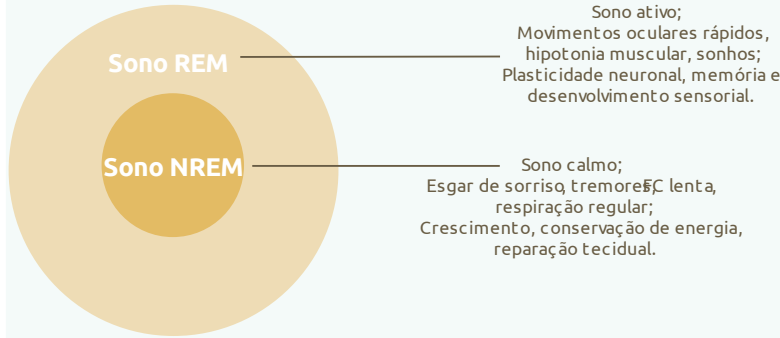 Sono REM
Sono ativo;
Movimentos oculares rápidos,
hipotonia muscular, sonhos;
Plasticidade neuronal, memória e
desenvolvimento sensorial.
Sono NREM
Sono calmo;
Esgar de sorriso, tremores, FC lenta,
respiração regular;
Crescimento, conservação de energia,
reparação tecidual.